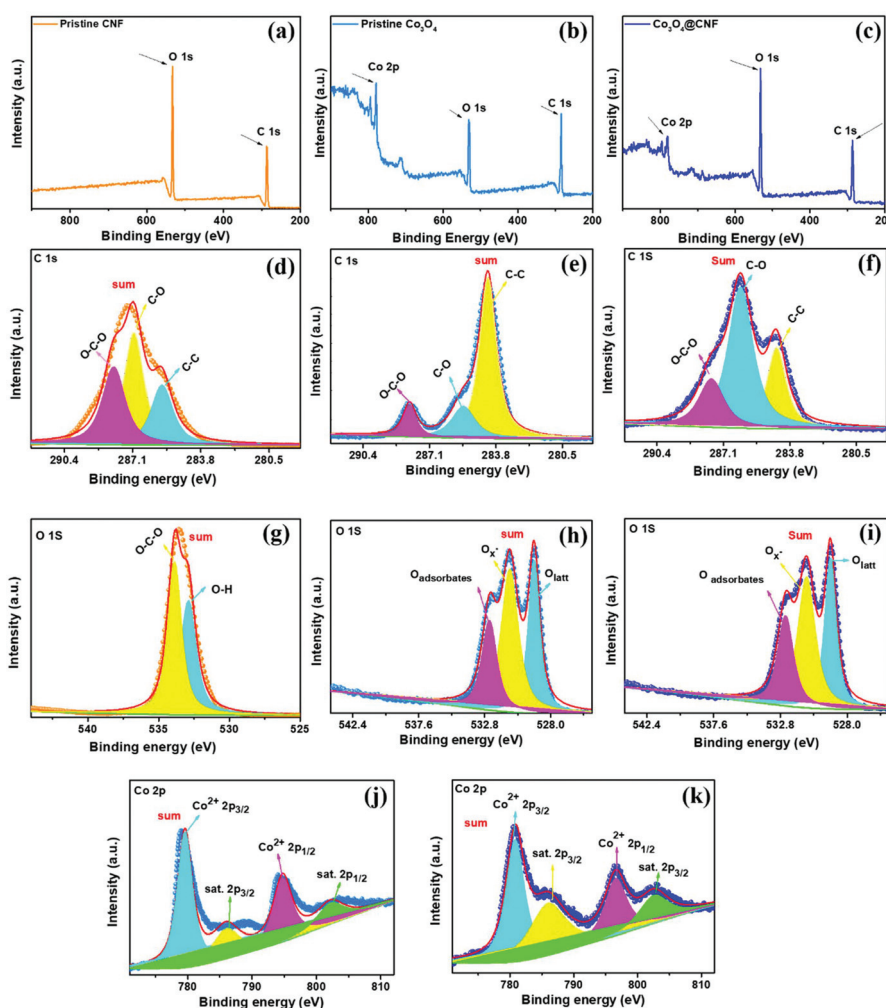 Pristine CNF
(a)
O 1s
C 1s
Intensity (a.u.)
800 600 400 200
Binding Energy (eV)
Pristine Co₃O₄
(b)
Co 2p
O 1s
C 1s
Intensity (a.u.)
800 600 400 200
Binding Energy (eV)
Co₃O₄@CNF
(c)
O 1s
Co 2p
C 1s
Intensity (a.u.)
800 600 400 200
Binding Energy (eV)
C 1s
(d)
sum
C-O
O-C-O
C-C
Intensity (a.u.)
290.4 287.1 283.8 280.5
Binding energy (eV)
C 1s
(e)
sum
C-C
O-C-O
C-O
Intensity (a.u.)
290.4 287.1 283.8 280.5
Binding energy (eV)
C 1S
(f)
Sum
C-O
C-C
O-C-O
Intensity (a.u.)
290.4 287.1 283.8 280.5
Binding energy (eV)
O 1S
(g)
O-C-O
sum
O-H
Intensity (a.u.)
540 535 530 525
Binding energy (eV)
O 1S
(h)
sum
Oₓ⁻
O adsorbates
O latt
Intensity (a.u.)
542.4 537.6 532.8 528.0
Binding energy (eV)
O 1S
(i)
Sum
Oₓ⁻
O adsorbates
O latt
Intensity (a.u.)
542.4 537.6 532.8 528.0
Binding energy (eV)
Co 2p
(j)
sum
Co²⁺ 2p₃/₂
Co²⁺ 2p₁/₂
sat. 2p₃/₂
sat. 2p₁/₂
Intensity (a.u.)
780 790 800 810
Binding energy (eV)
Co 2p
(k)
Co²⁺
2p₃/₂
sum
sat. 2p₃/₂
Co²⁺
2p₁/₂
sat. 2p₃/₂
Intensity (a.u.)
780 790 800 810
Binding energy (eV)